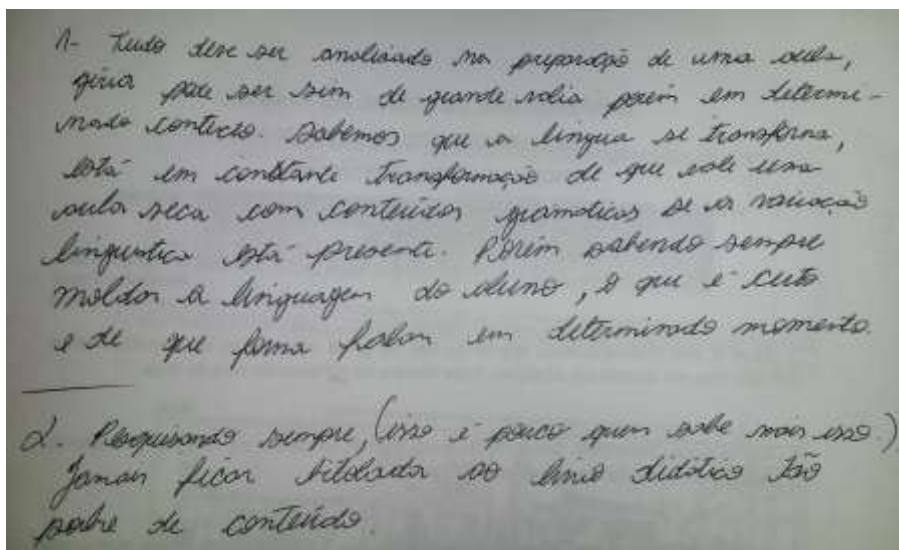 1- Tudo deve ser analisado na preparação de uma aula,
gíria pode ser sim de grande valia porém em determi-
nado contexto. Sabemos que a língua se transforma,
está em constante transformação de que vale uma
aula seca com conteúdos gramaticas se a variação
linguística está presente. Porém sabendo sempre
moldar a linguagem do aluno, o que é certo
e de que forma falar em determinado momento.
2. Pesquisando sempre, (isso é pouco quem sabe mais isso.)
Jamais ficar bitolada ao livro didático tão
pobre de conteúdo.